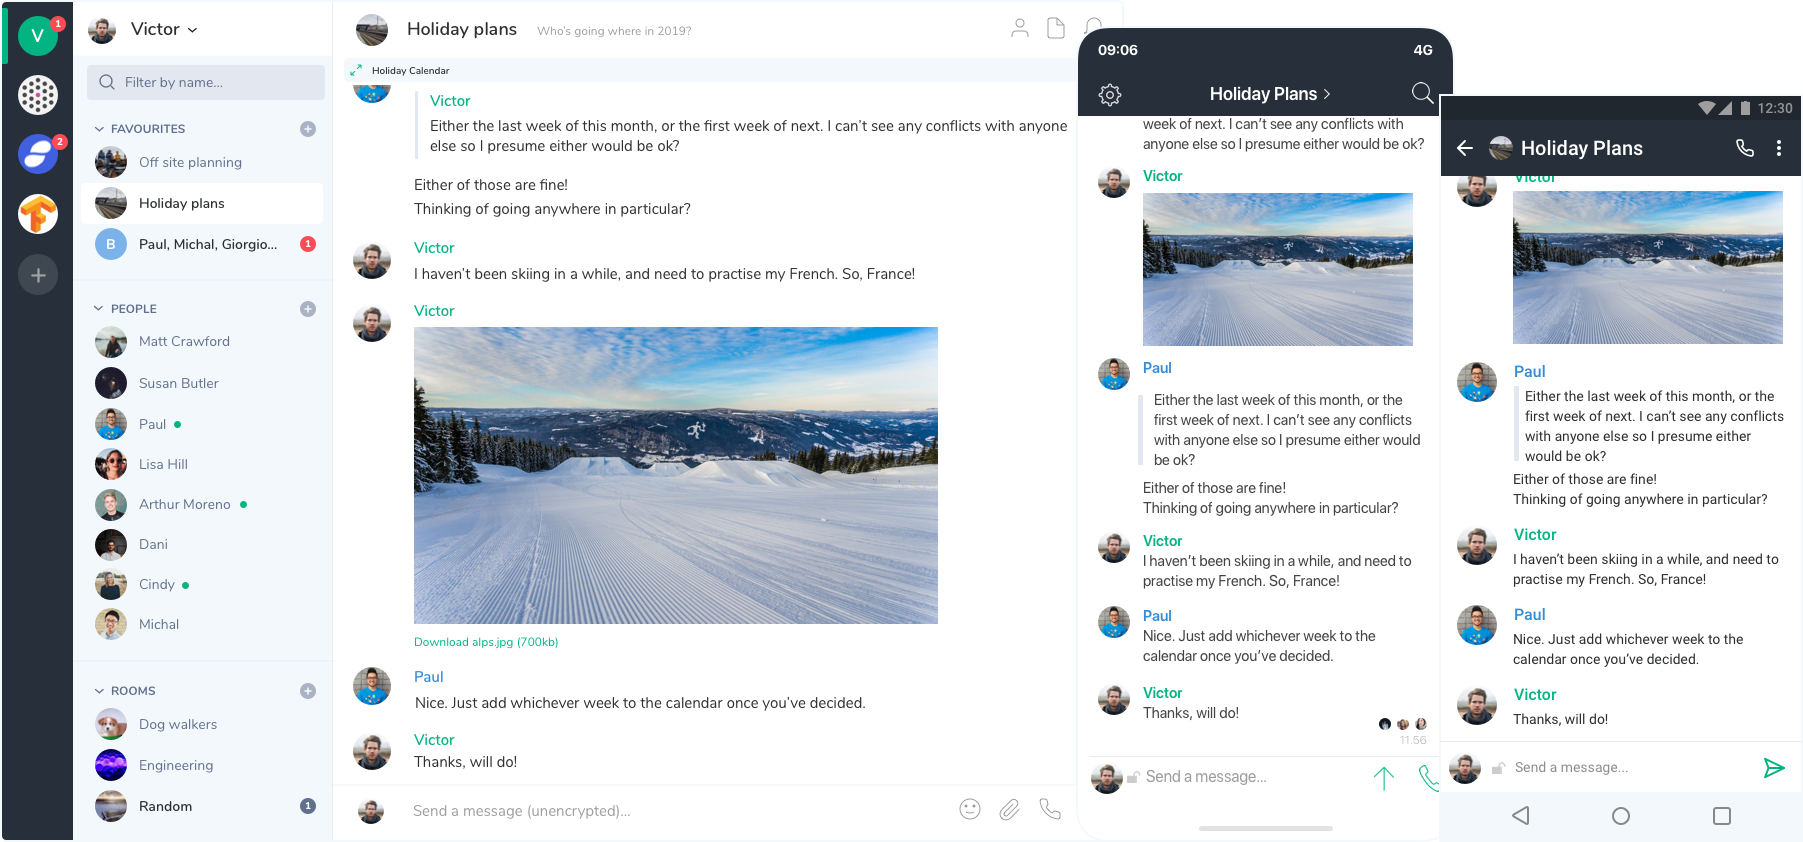 V
1
2
Victor
Filter by name...
FAVOURITES
Off site planning
Holiday plans
B
Paul, Michal, Giorgio...
1
PEOPLE
Matt Crawford
Susan Butler
Paul
Lisa Hill
Arthur Moreno
Dani
Cindy
Michal
ROOMS
Dog walkers
Engineering
Random
1
Holiday plans
Who's going where in 2019?
Holiday Calendar
Victor
Either the last week of this month, or the first week of next. I can't see any conflicts with anyone
else so I presume either would be ok?
Either of those are fine!
Thinking of going anywhere in particular?
Victor
I haven't been skiing in a while, and need to practise my French. So, France!
Victor
Download alps.jpg (700kb)
Paul
Nice. Just add whichever week to the calendar once you've decided.
Victor
Thanks, will do!
Send a message (unencrypted)...
09:06
4G
Holiday Plans
week of next. I can't see any conflicts with
anyone else so I presume either would be ok?
Victor
Paul
Either the last week of this month, or the
first week of next. I can't see any conflicts
with anyone else so I presume either would
be ok?
Either of those are fine!
Thinking of going anywhere in particular?
Victor
I haven't been skiing in a while, and need to
practise my French. So, France!
Paul
Nice. Just add whichever week to the
calendar once you've decided.
Victor
Thanks, will do!
11:56
Send a message...
12:30
Holiday Plans
Victor
Paul
Either the last week of this month, or the
first week of next. I can't see any conflicts
with anyone else so I presume either
would be ok?
Either of those are fine!
Thinking of going anywhere in particular?
Victor
I haven't been skiing in a while, and need to
practise my French. So, France!
Paul
Nice. Just add whichever week to the
calendar once you've decided.
Victor
Thanks, will do!
Send a message...